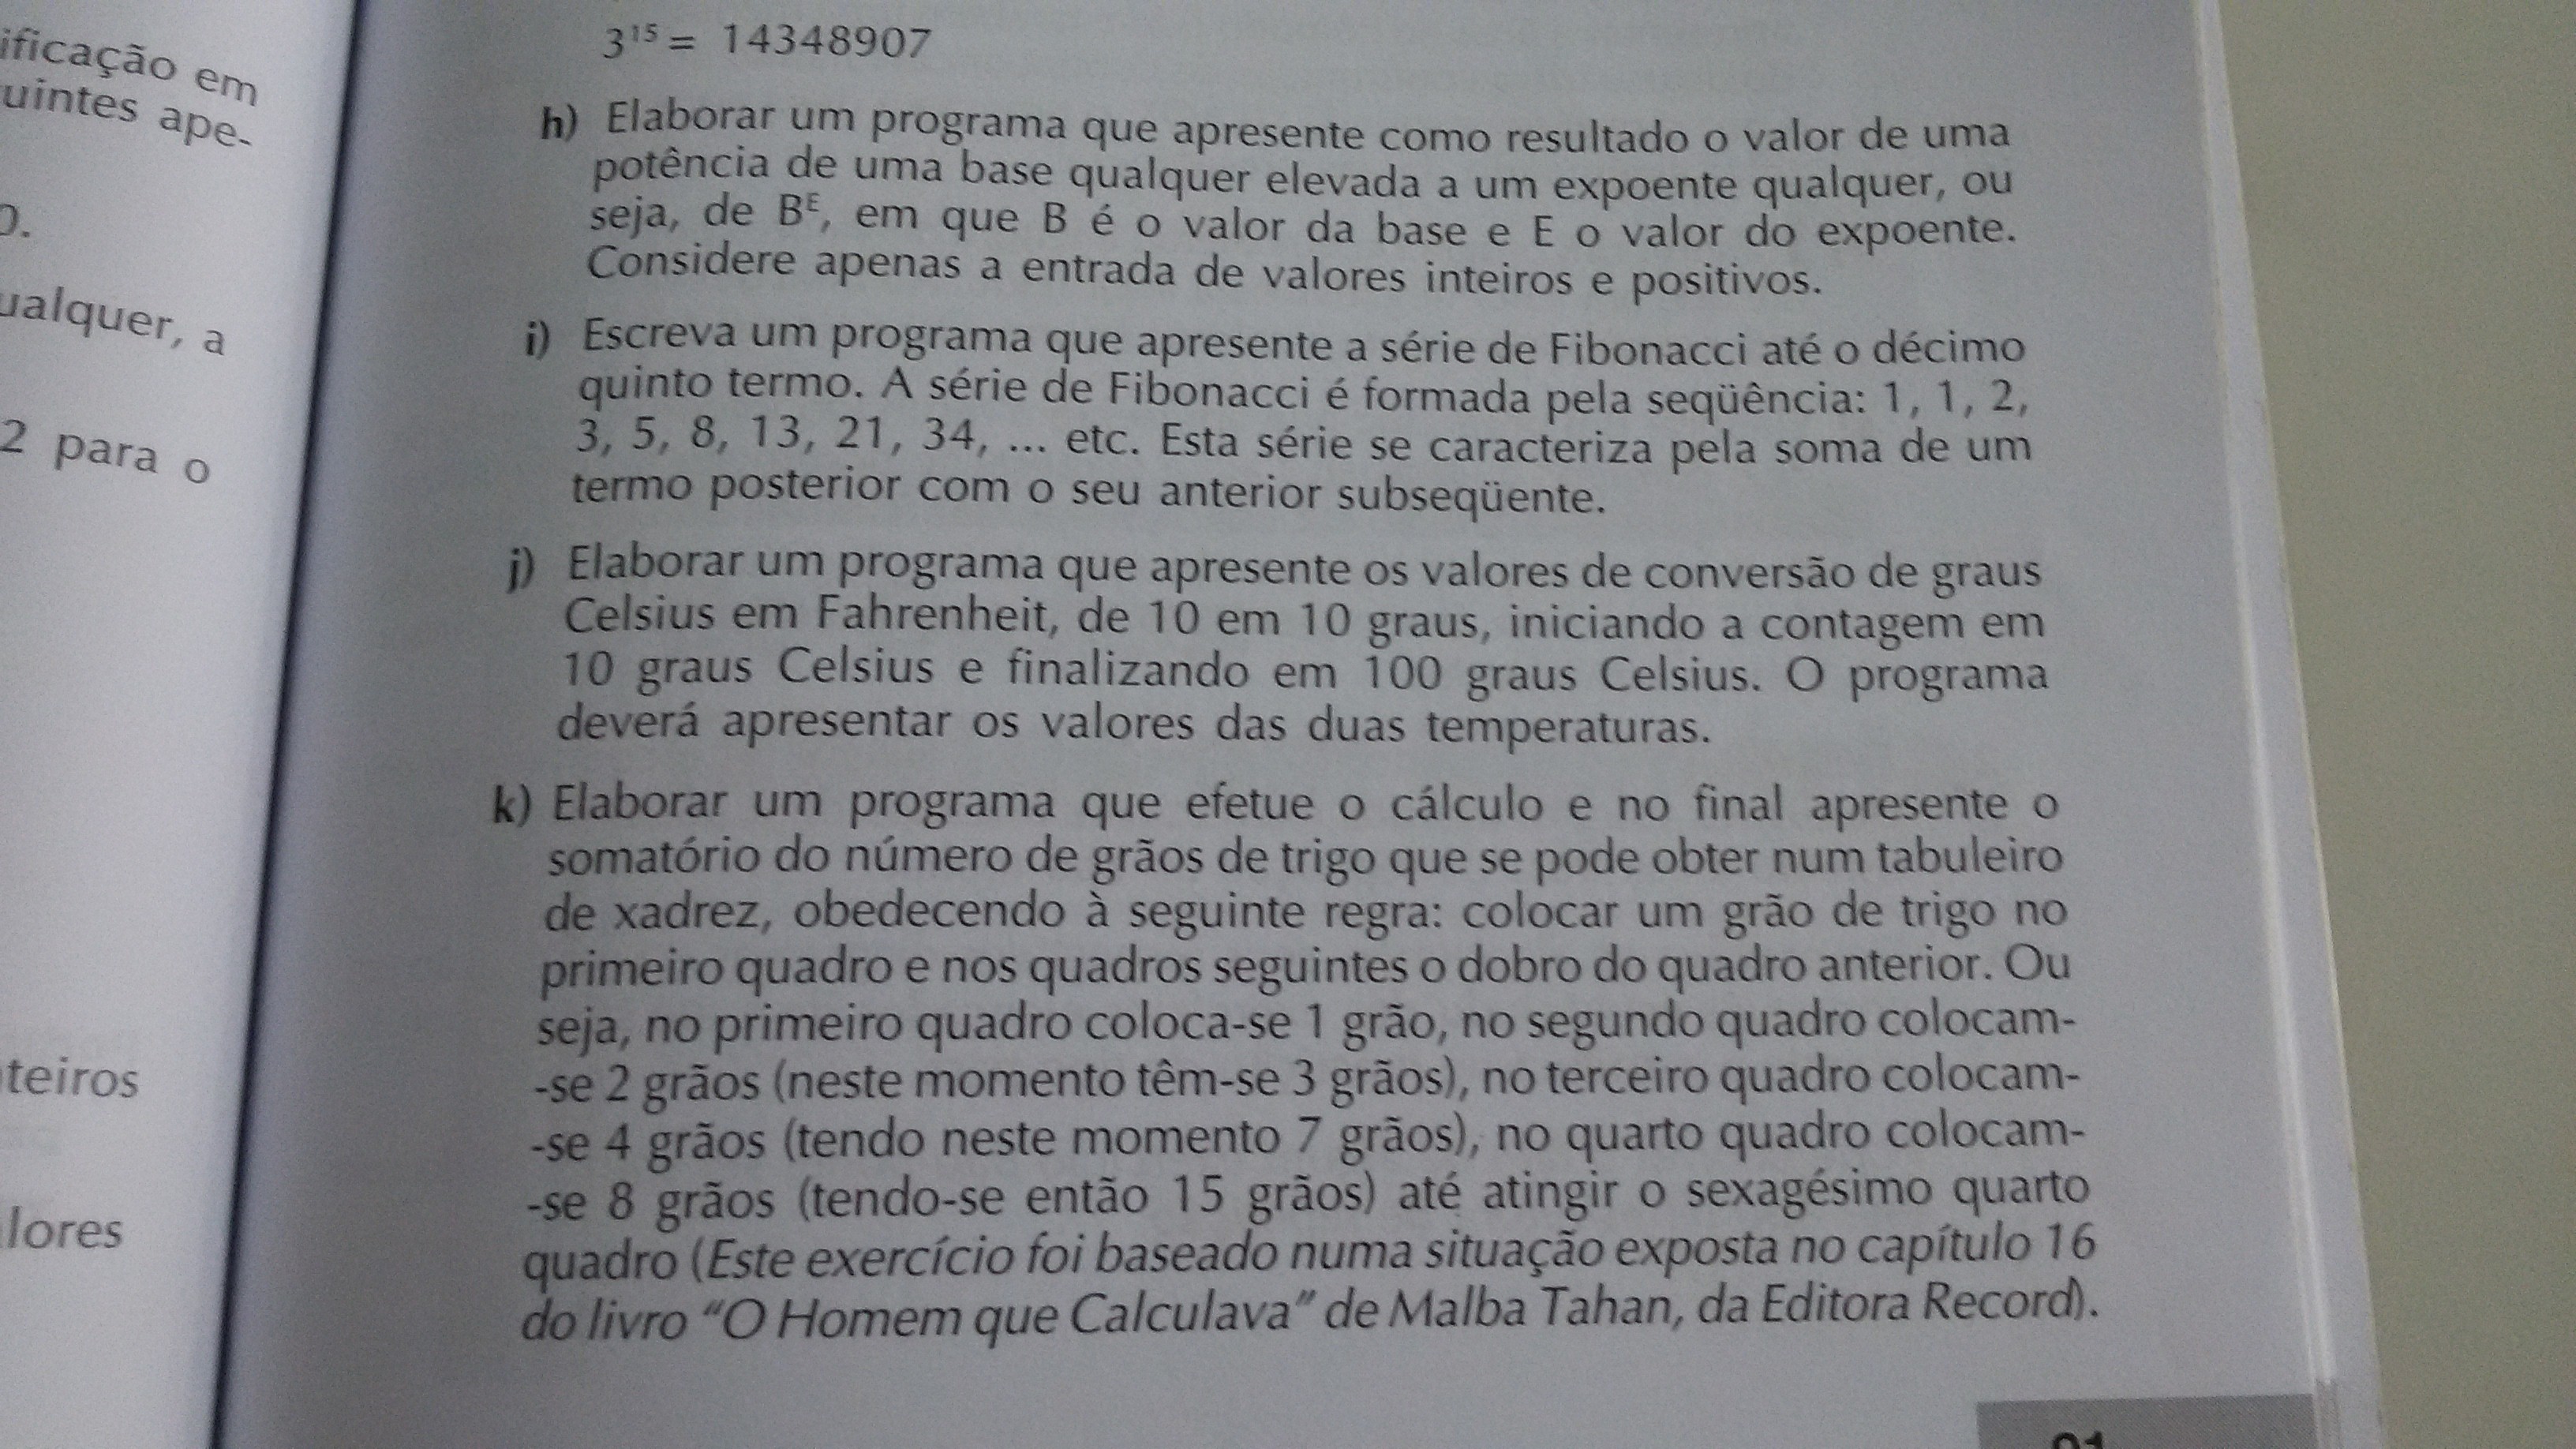 ificação em
uintes ape-
ualquer, a
2 para o
teiros
lores
3¹⁵ = 14348907
h) Elaborar um programa que apresente como resultado o valor de uma
potência de uma base qualquer elevada a um expoente qualquer, ou
seja, de Bᴱ, em que B é o valor da base e E o valor do expoente.
Considere apenas a entrada de valores inteiros e positivos.
i) Escreva um programa que apresente a série de Fibonacci até o décimo
quinto termo. A série de Fibonacci é formada pela seqüência: 1, 1, 2,
3, 5, 8, 13, 21, 34, ... etc. Esta série se caracteriza pela soma de um
termo posterior com o seu anterior subseqüente.
j) Elaborar um programa que apresente os valores de conversão de graus
Celsius em Fahrenheit, de 10 em 10 graus, iniciando a contagem em
10 graus Celsius e finalizando em 100 graus Celsius. O programa
deverá apresentar os valores das duas temperaturas.
k) Elaborar um programa que efetue o cálculo e no final apresente o
somatório do número de grãos de trigo que se pode obter num tabuleiro
de xadrez, obedecendo à seguinte regra: colocar um grão de trigo no
primeiro quadro e nos quadros seguintes o dobro do quadro anterior. Ou
seja, no primeiro quadro coloca-se 1 grão, no segundo quadro colocam-
-se 2 grãos (neste momento têm-se 3 grãos), no terceiro quadro colocam-
-se 4 grãos (tendo neste momento 7 grãos), no quarto quadro colocam-
-se 8 grãos (tendo-se então 15 grãos) até atingir o sexagésimo quarto
quadro (Este exercício foi baseado numa situação exposta no capítulo 16
do livro "O Homem que Calculava" de Malba Tahan, da Editora Record).